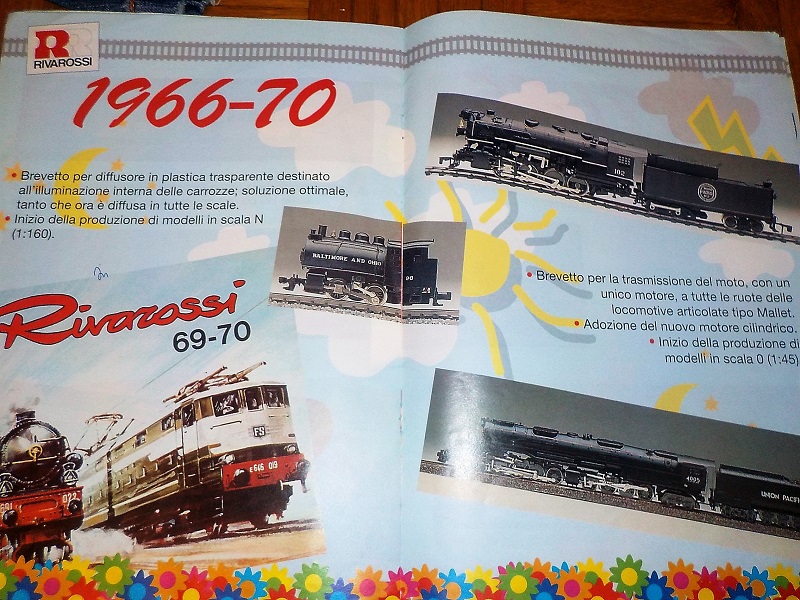 RIVAROSSI
1966-70
• Brevetto per diffusore in plastica trasparente destinato
all'illuminazione interna delle carrozze; soluzione ottimale,
tanto che ora è diffusa in tutte le scale.
• Inizio della produzione di modelli in scala N
(1:160).
BALTIMORE AND OHIO
Rivarossi
69-70
FS
E 646 019
102
• Brevetto per la trasmissione del moto, con un
unico motore, a tutte le ruote delle
locomotive articolate tipo Mallet.
• Adozione del nuovo motore cilindrico.
• Inizio della produzione di
modelli in scala 0 (1:45)
4005
UNION PACIFI